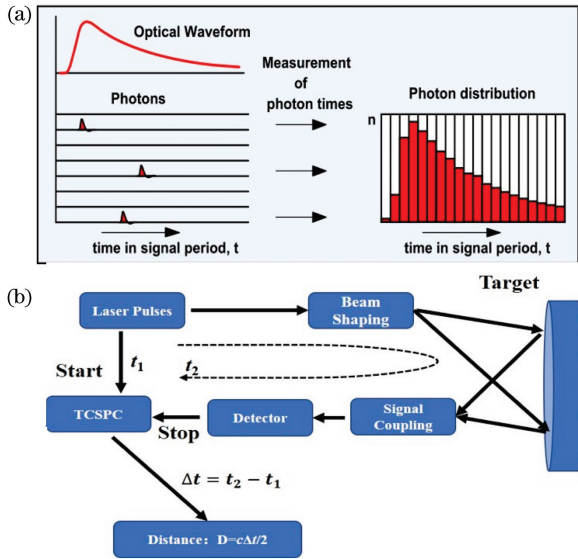 (a)
Optical Waveform
Photons
time in signal period, t
Measurement
of
photon times
Photon distribution
n
time in signal period, t
(b)
Target
Laser Pulses
Beam
Shaping
Start
t₁
t₂
TCSPC
Stop
Detector
Signal
Coupling
Δt = t₂ − t₁
Distance: D=cΔt/2